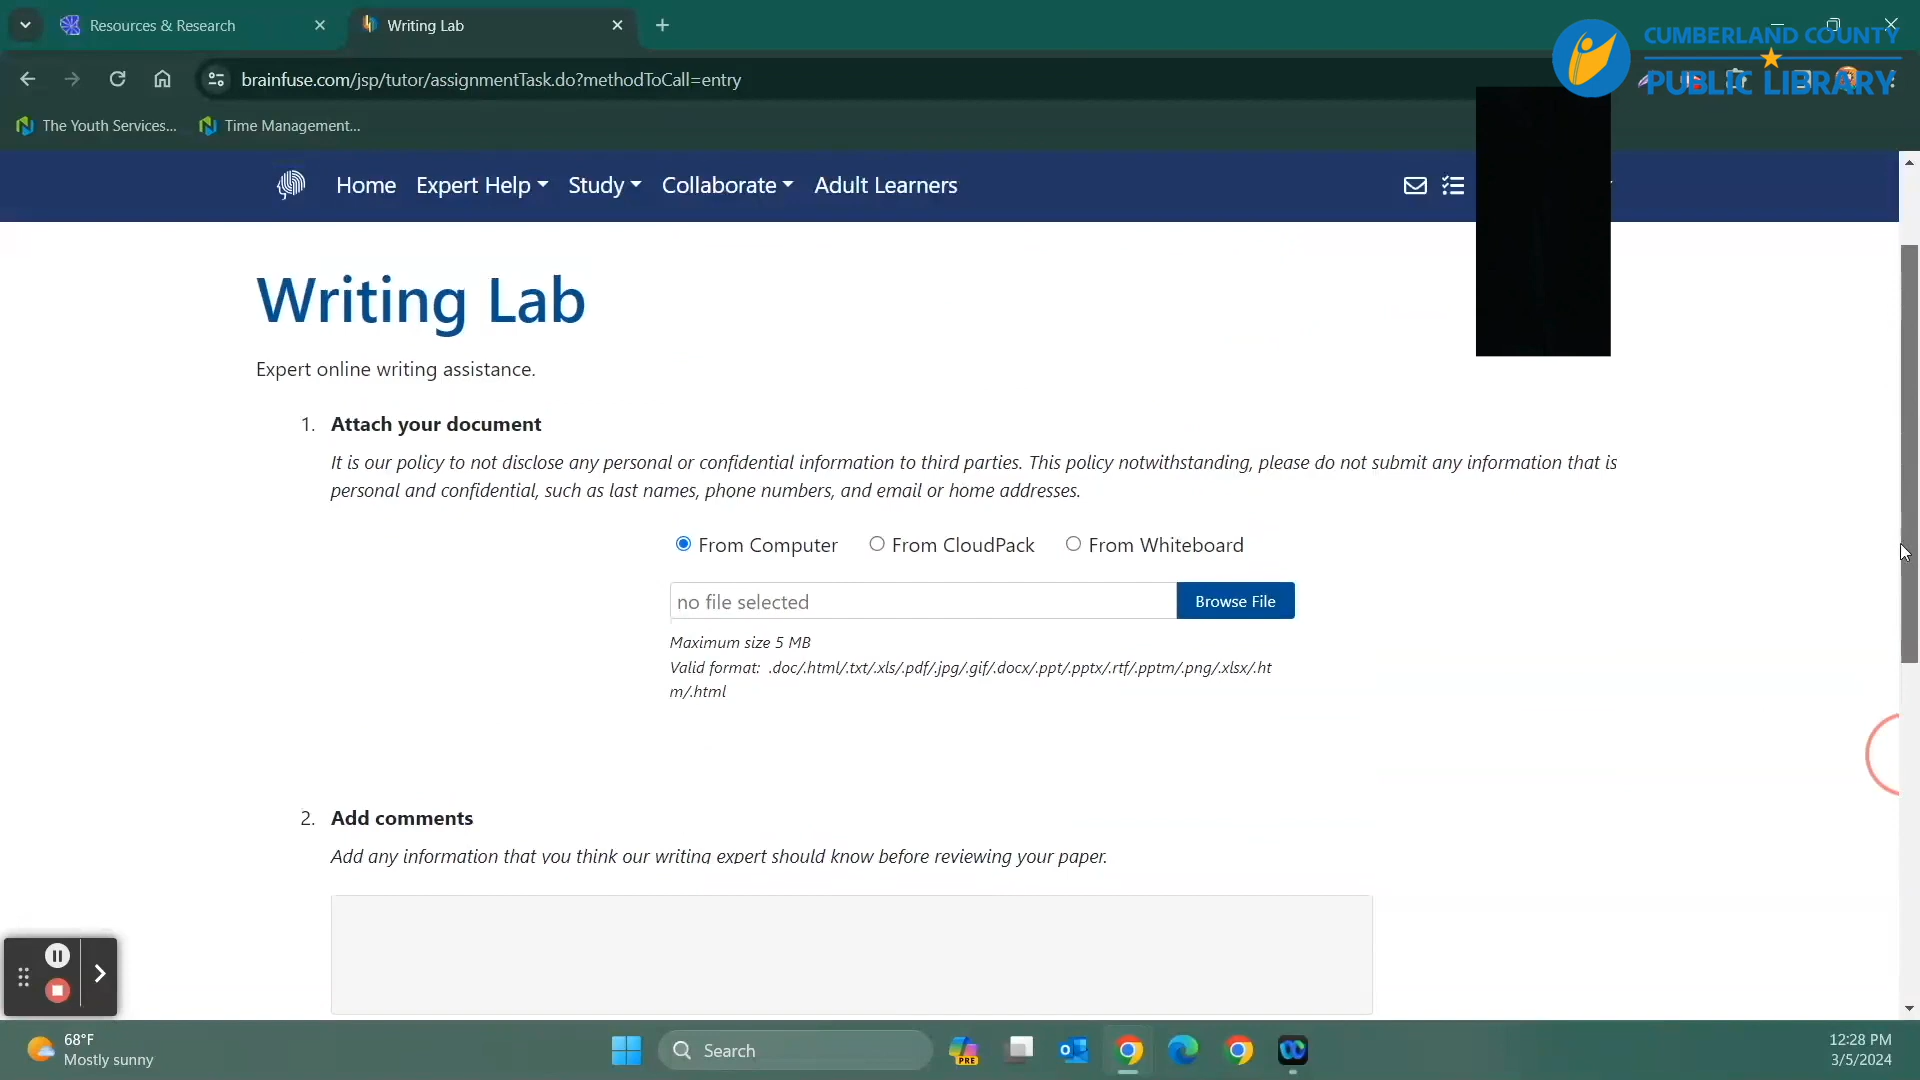 Resources & Research
Writing Lab
CUMBERLAND COUNTY
PUBLIC LIBRARY
brainfuse.com/jsp/tutor/assignmentTask.do?methodToCall=entry
The Youth Services...
Time Management...
Home Expert Help Study Collaborate Adult Learners
Writing Lab
Expert online writing assistance.
1. Attach your document
It is our policy to not disclose any personal or confidential information to third parties. This policy notwithstanding, please do not submit any information that is
personal and confidential, such as last names, phone numbers, and email or home addresses.
From Computer From CloudPack From Whiteboard
no file selected Browse File
Maximum size 5 MB
Valid format: .doc/.html/.txt/.xls/.pdf/.jpg/.gif/.docx/.ppt/.pptx/.rtf/.pptm/.png/.xlsx/.ht
m/.html
2. Add comments
Add any information that you think our writing expert should know before reviewing your paper.
68°F
Mostly sunny
Search
PRE
12:28 PM
3/5/2024